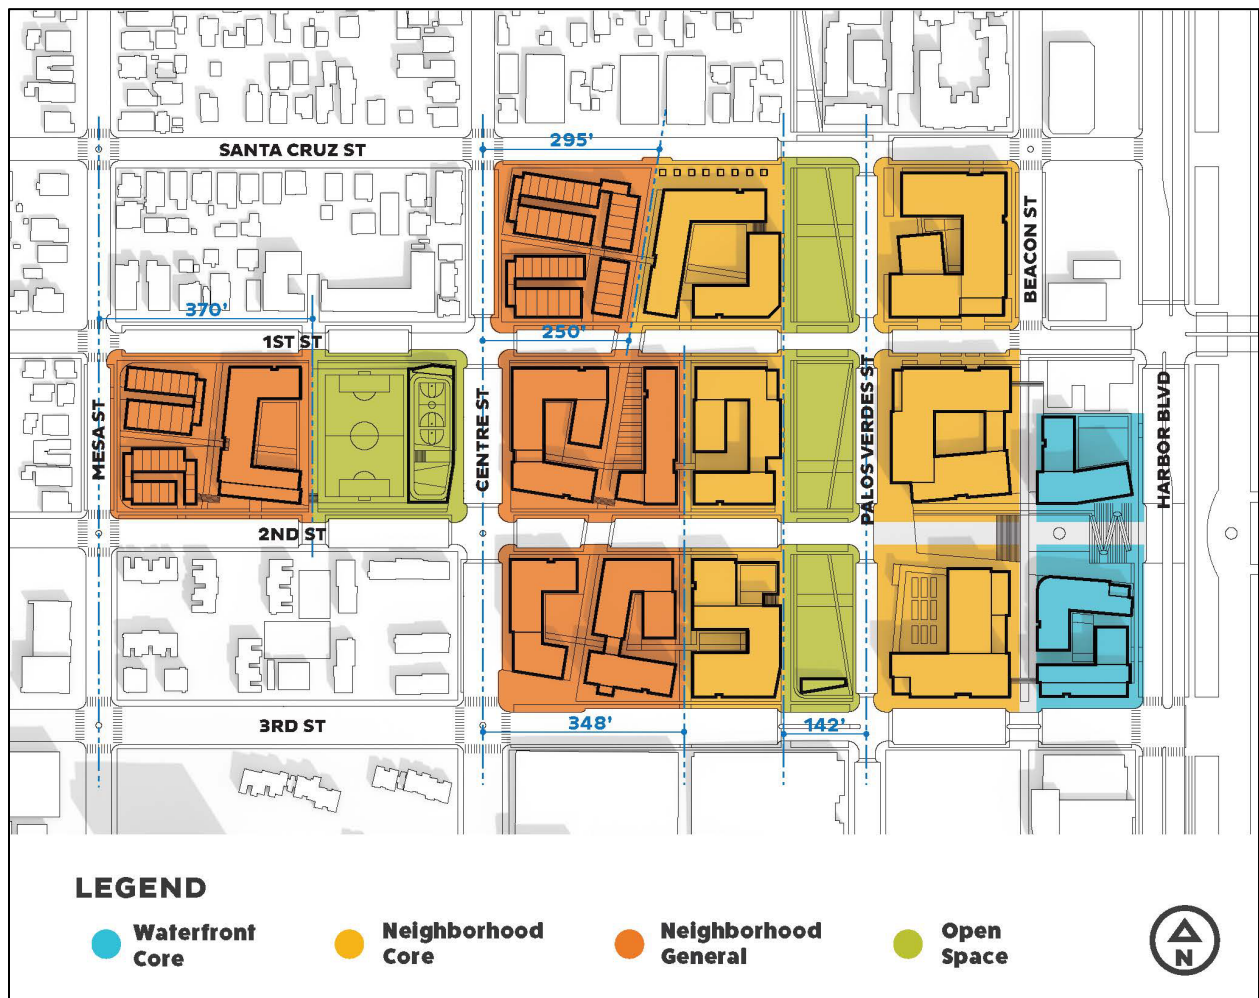 295'
SANTA CRUZ ST
BEACON ST
370'
1ST ST
250'
MESA ST
CENTRE ST
PALOS VERDES ST
HARBOR BLVD
2ND ST
3RD ST
348'
142'
LEGEND
Waterfront
Core
Neighborhood
Core
Neighborhood
General
Open
Space
N